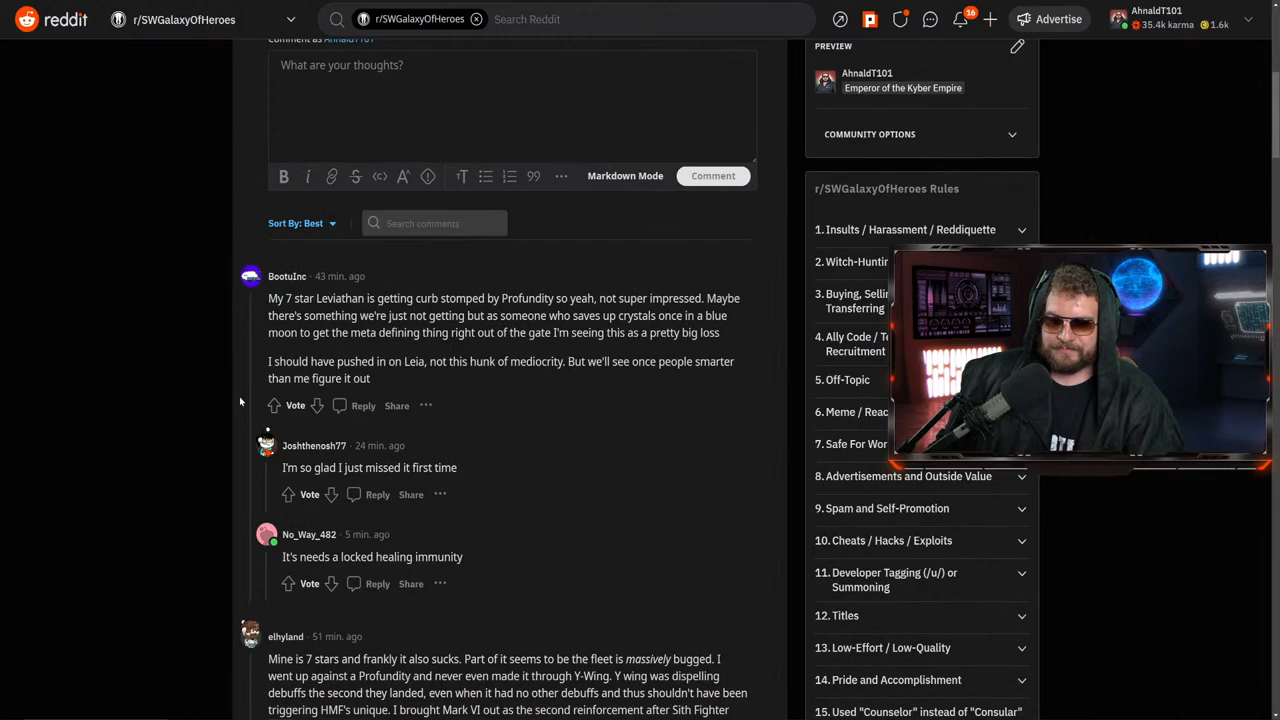 reddit
r/SWGalaxyOfHeroes
r/SWGalaxyOfHeroes
Search Reddit
16
Advertise
AhnaldT101
35.4k karma
1.6k
Comment as AhnaldT101
What are your thoughts?
Markdown Mode
Comment
Sort By: Best
Search comments
BootuInc · 43 min. ago
My 7 star Leviathan is getting curb stomped by Profundity so yeah, not super impressed. Maybe
there's something we're just not getting but as someone who saves up crystals once in a blue
moon to get the meta defining thing right out of the gate I'm seeing this as a pretty big loss
I should have pushed in on Leia, not this hunk of mediocrity. But we'll see once people smarter
than me figure it out
Vote
Reply
Share
Joshthenosh77 · 24 min. ago
I'm so glad I just missed it first time
Vote
Reply
Share
No_Way_482 · 5 min. ago
It's needs a locked healing immunity
Vote
Reply
Share
elhyland · 51 min. ago
Mine is 7 stars and frankly it also sucks. Part of it seems to be the fleet is massively bugged. I
went up against a Profundity and never even made it through Y-Wing. Y wing was dispelling
debuffs the second they landed, even when it had no other debuffs and thus shouldn't have been
triggering HMF's unique. I brought Mark VI out as the second reinforcement after Sith Fighter
PREVIEW
AhnaldT101
Emperor of the Kyber Empire
COMMUNITY OPTIONS
r/SWGalaxyOfHeroes Rules
1. Insults / Harassment / Reddiquette
2. Witch-Hunti
3. Buying, Selli
Transferring
4. Ally Code / T
Recruitment
5. Off-Topic
6. Meme / Reac
7. Safe For Wor
8. Advertisements and Outside Value
9. Spam and Self-Promotion
10. Cheats / Hacks / Exploits
11. Developer Tagging (/u/) or
Summoning
12. Titles
13. Low-Effort / Low-Quality
14. Pride and Accomplishment
15. Used "Counselor" instead of "Consular"